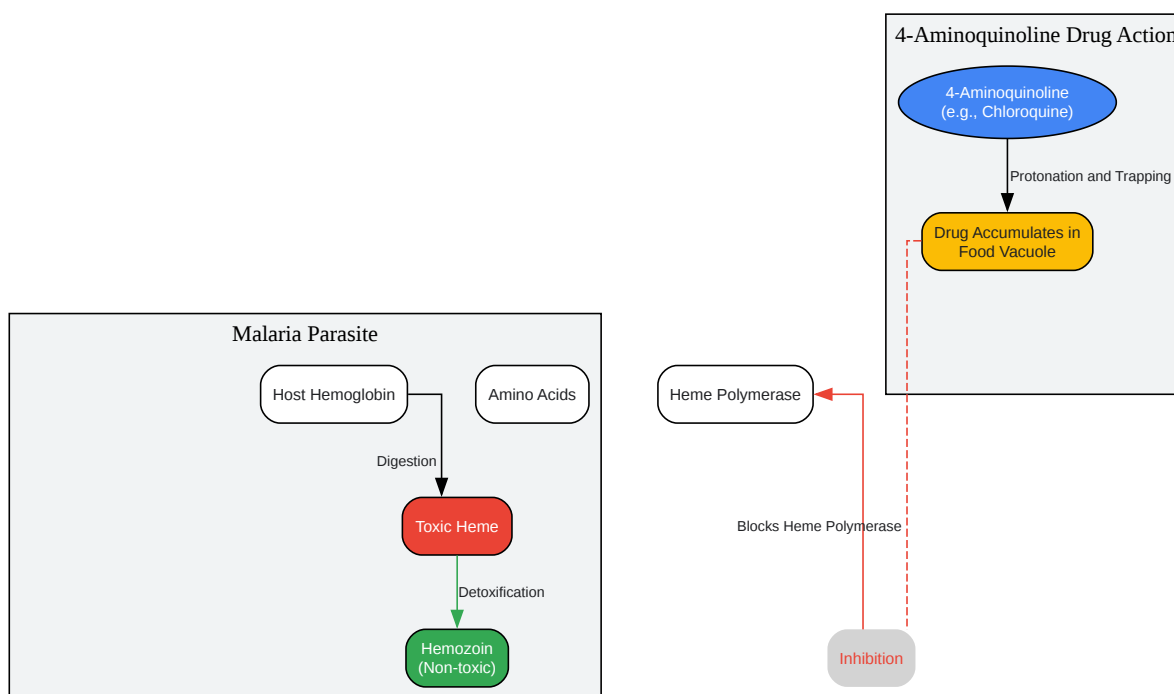 4-Aminoquinoline Drug Action
4-Aminoquinoline
(e.g., Chloroquine)
Protonation and Trapping
Drug Accumulates in
Food Vacuole
Malaria Parasite
Host Hemoglobin
Amino Acids
Heme Polymerase
Digestion
Toxic Heme
Blocks Heme Polymerase
Detoxification
Hemozoin
(Non-toxic)
Inhibition